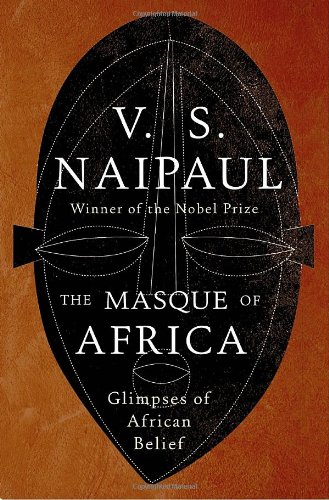 V. S.
NAIPAUL
Winner of the Nobel Prize
THE MASQUE OF
AFRICA
Glimpses of
African
Belief